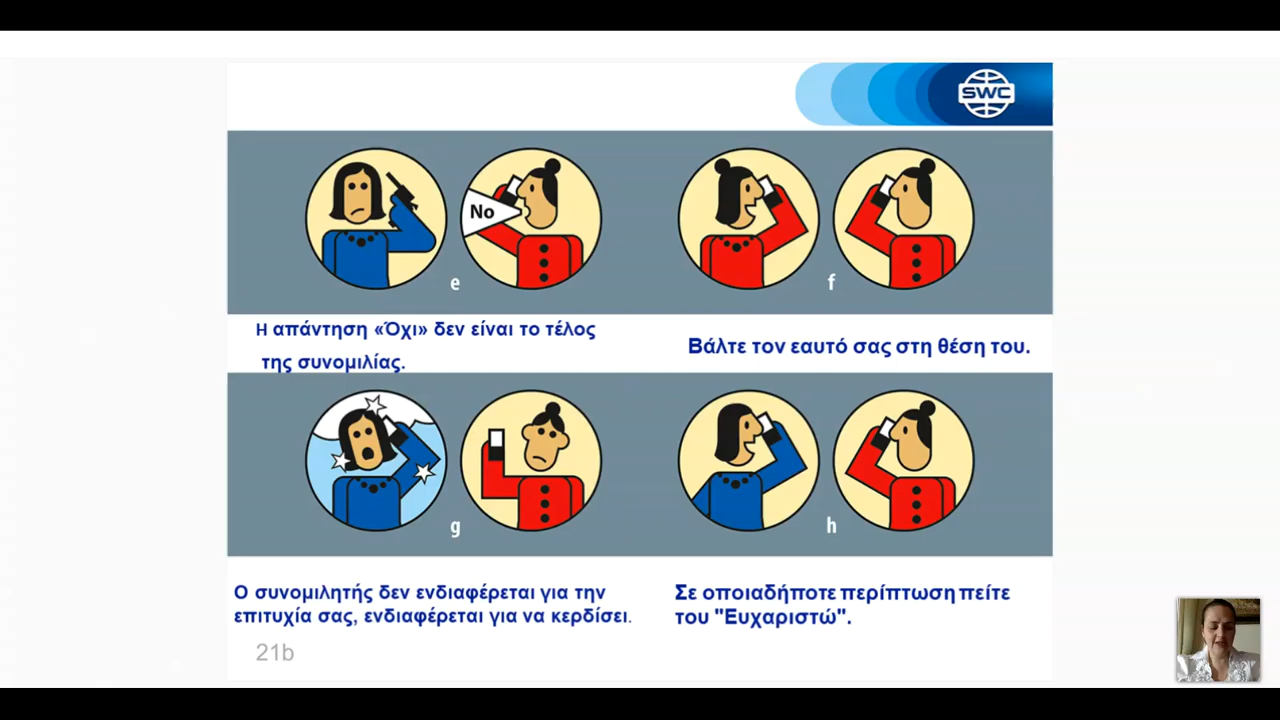 SWC
No
e
f
Η απάντηση «Όχι» δεν είναι το τέλος
της συνομιλίας.
Βάλτε τον εαυτό σας στη θέση του.
g
h
Ο συνομιλητής δεν ενδιαφέρεται για την
επιτυχία σας, ενδιαφέρεται για να κερδίσει.
Σε οποιαδήποτε περίπτωση πείτε
του "Ευχαριστώ".
21b